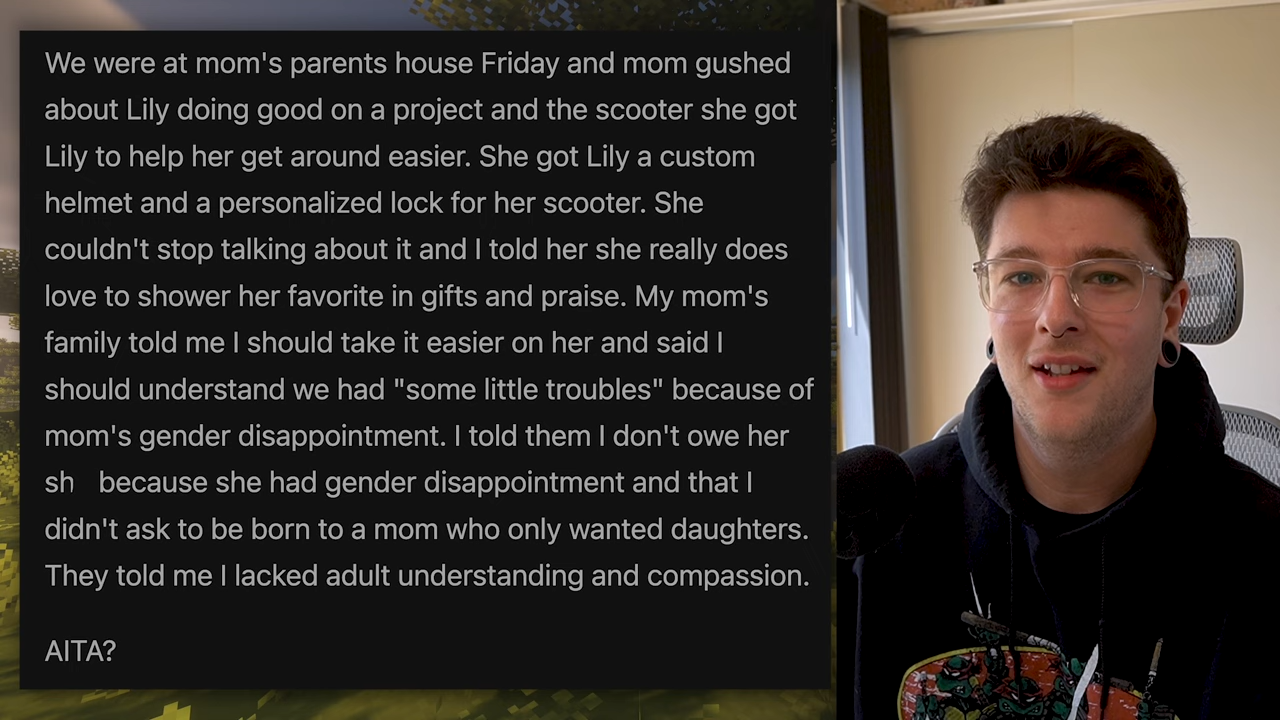 We were at mom's parents house Friday and mom gushed
about Lily doing good on a project and the scooter she got
Lily to help her get around easier. She got Lily a custom
helmet and a personalized lock for her scooter. She
couldn't stop talking about it and I told her she really does
love to shower her favorite in gifts and praise. My mom's
family told me I should take it easier on her and said I
should understand we had "some little troubles" because of
mom's gender disappointment. I told them I don't owe her
sh because she had gender disappointment and that I
didn't ask to be born to a mom who only wanted daughters.
They told me I lacked adult understanding and compassion.
AITA?